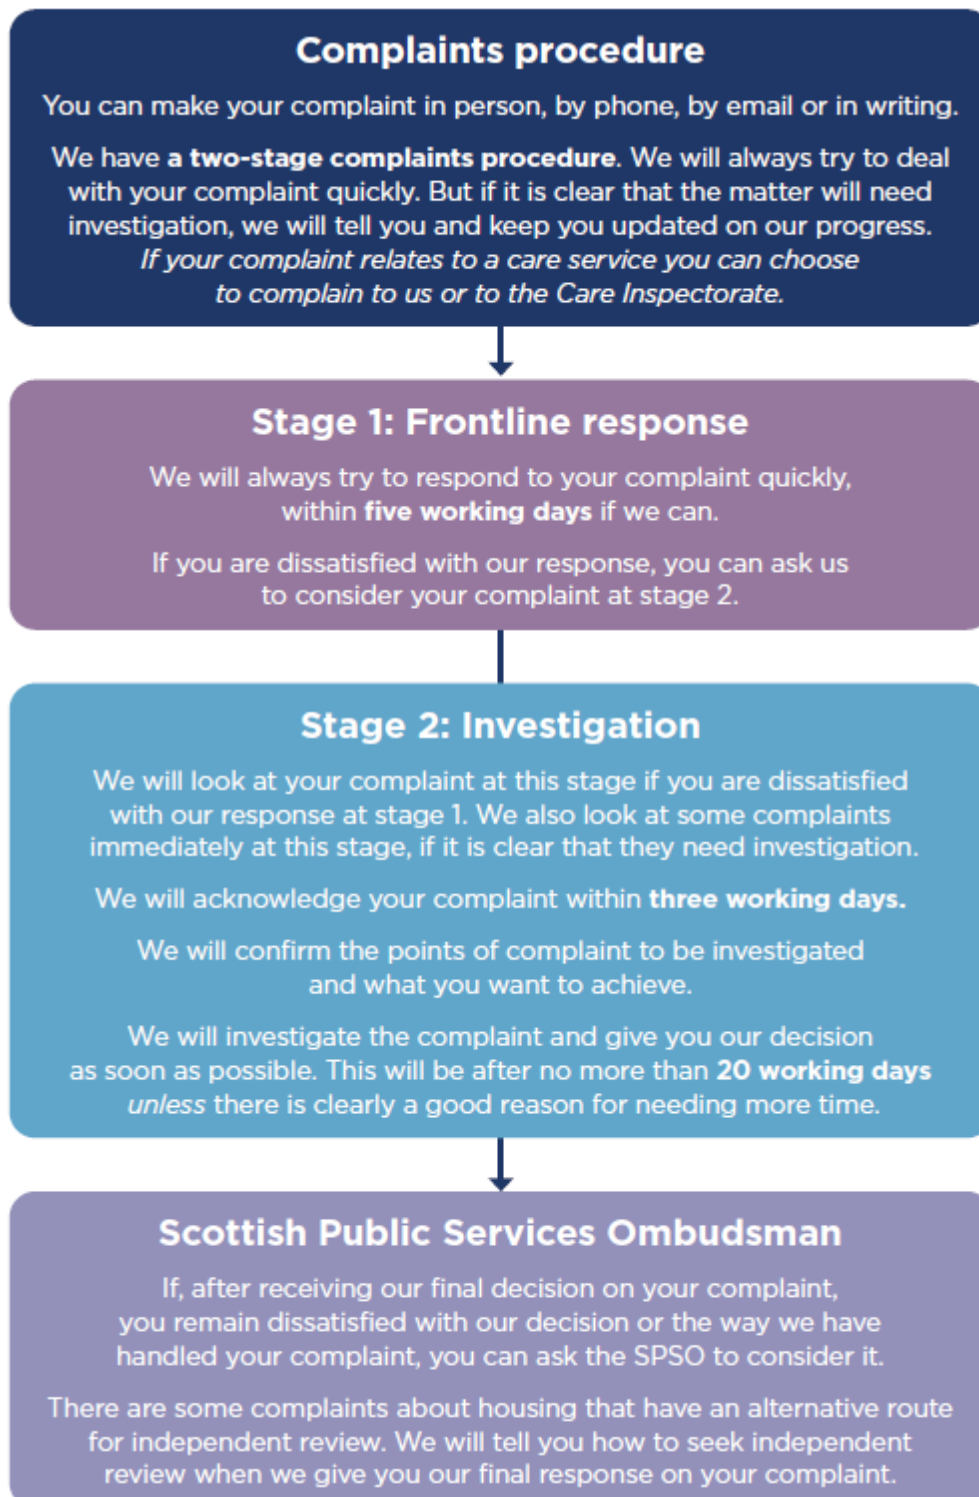 Complaints procedure
You can make your complaint in person, by phone, by email or in writing.
We have a two-stage complaints procedure. We will always try to deal
with your complaint quickly. But if it is clear that the matter will need
investigation, we will tell you and keep you updated on our progress.
If your complaint relates to a care service you can choose
to complain to us or to the Care Inspectorate.
Stage 1: Frontline response
We will always try to respond to your complaint quickly,
within five working days if we can.
If you are dissatisfied with our response, you can ask us
to consider your complaint at stage 2.
Stage 2: Investigation
We will look at your complaint at this stage if you are dissatisfied
with our response at stage 1. We also look at some complaints
immediately at this stage, if it is clear that they need investigation.
We will acknowledge your complaint within three working days.
We will confirm the points of complaint to be investigated
and what you want to achieve.
We will investigate the complaint and give you our decision
as soon as possible. This will be after no more than 20 working days
unless there is clearly a good reason for needing more time.
Scottish Public Services Ombudsman
If, after receiving our final decision on your complaint,
you remain dissatisfied with our decision or the way we have
handled your complaint, you can ask the SPSO to consider it.
There are some complaints about housing that have an alternative route
for independent review. We will tell you how to seek independent
review when we give you our final response on your complaint.